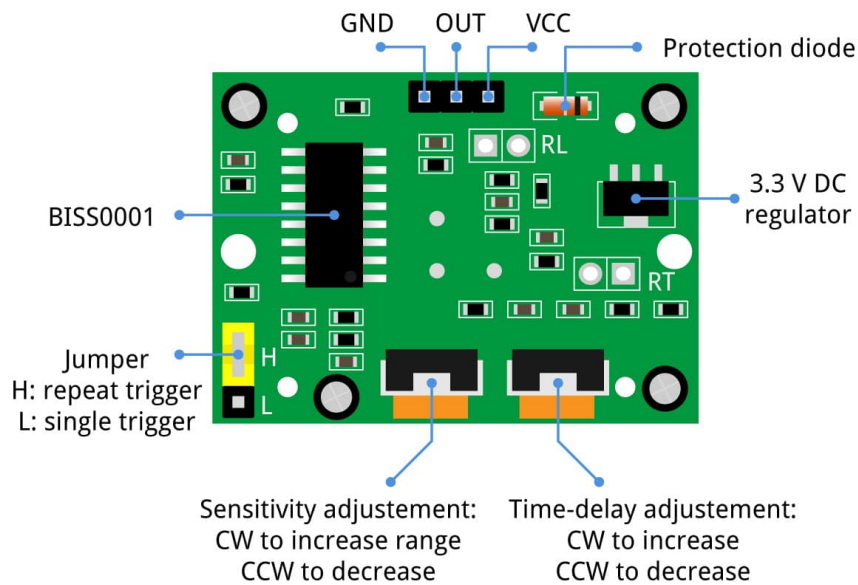 GND OUT VCC
Protection diode
RL
3.3 V DC
regulator
BISS0001
RT
Jumper
H: repeat trigger
L: single trigger
H
L
Sensitivity adjustement:
CW to increase range
CCW to decrease
Time-delay adjustement:
CW to increase
CCW to decrease